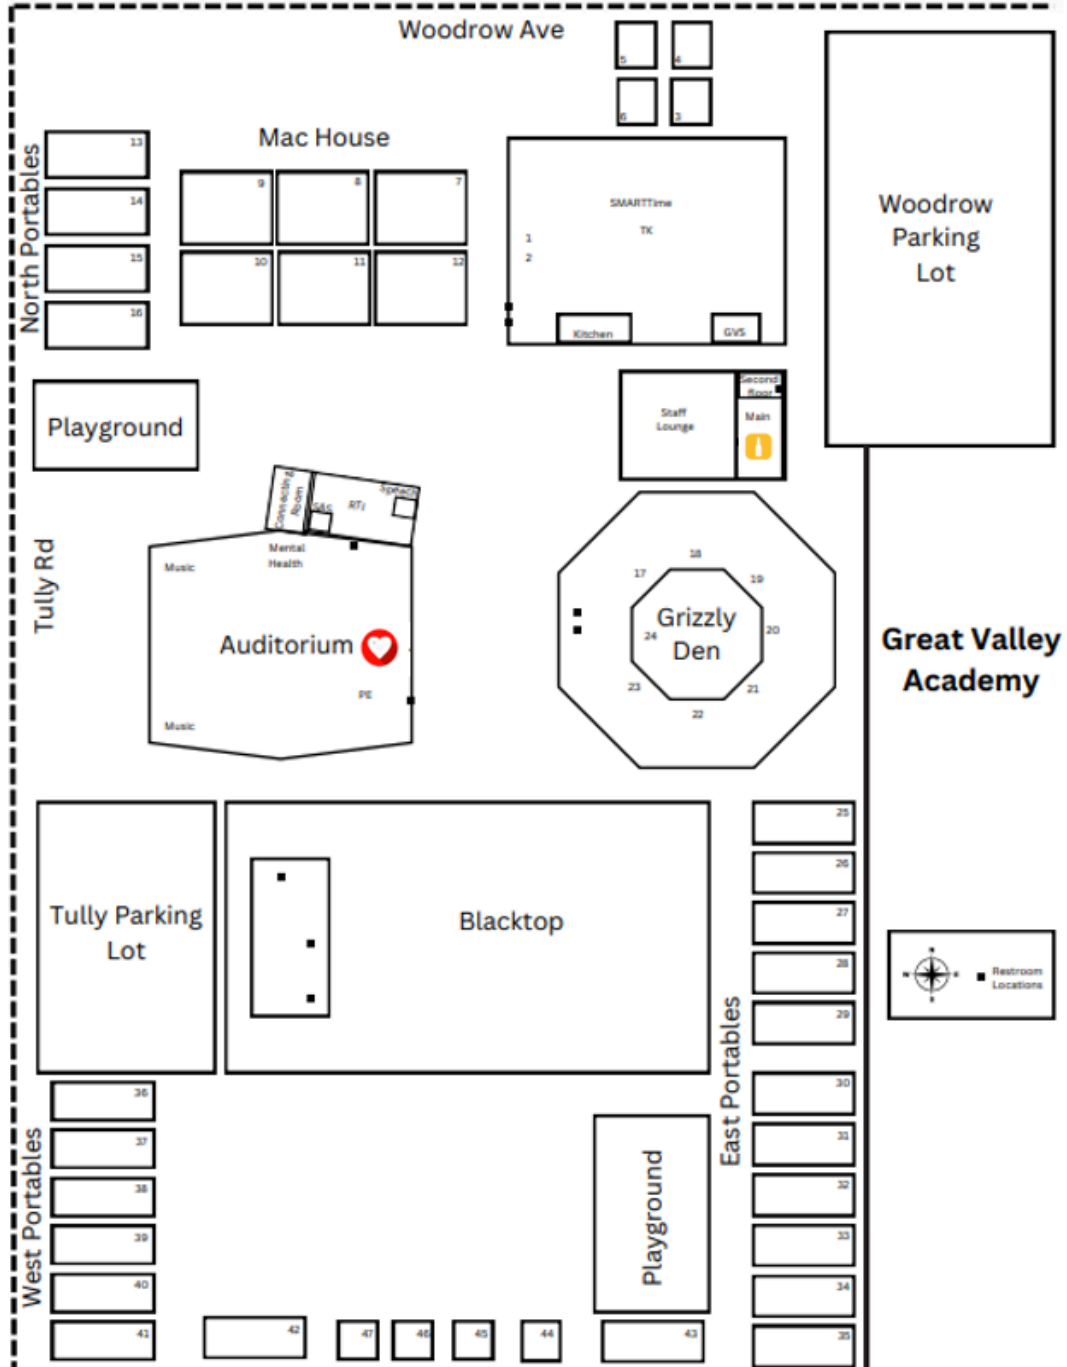 Woodrow Ave
5
4
6
3
Mac House
North Portables
13
14
15
16
9
8
7
10
11
12
SMARTTime
TK
1
2
Kitchen
GVS
Woodrow
Parking
Lot
Playground
Staff
Lounge
Second
floor
Main
Connecting
Room
RTI
Speech
Tully Rd
Music
Mental
Health
Auditorium
PE
Music
18
17
19
Grizzly
Den
24
20
23
21
22
Great Valley
Academy
Tully Parking
Lot
Blacktop
East Portables
25
26
27
28
29
30
31
32
33
34
35
N
S
Restroom
Locations
West Portables
36
37
38
39
40
41
Playground
42
47
46
45
44
43